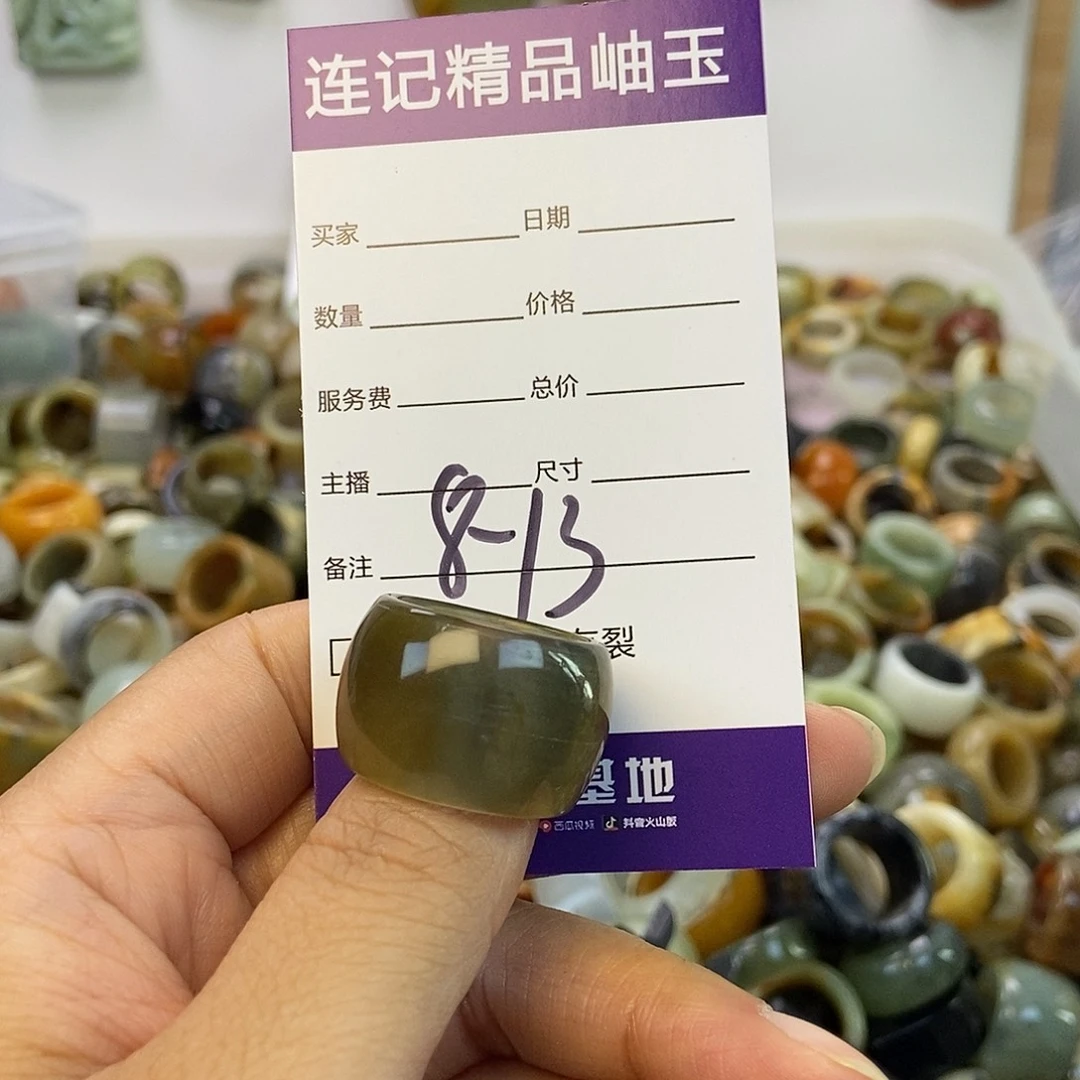 连记精品岫玉
买家 日期
数量 价格
服务费 总价
主播 尺寸
8-13
备注
裂
基地
西瓜视频 抖音火山版